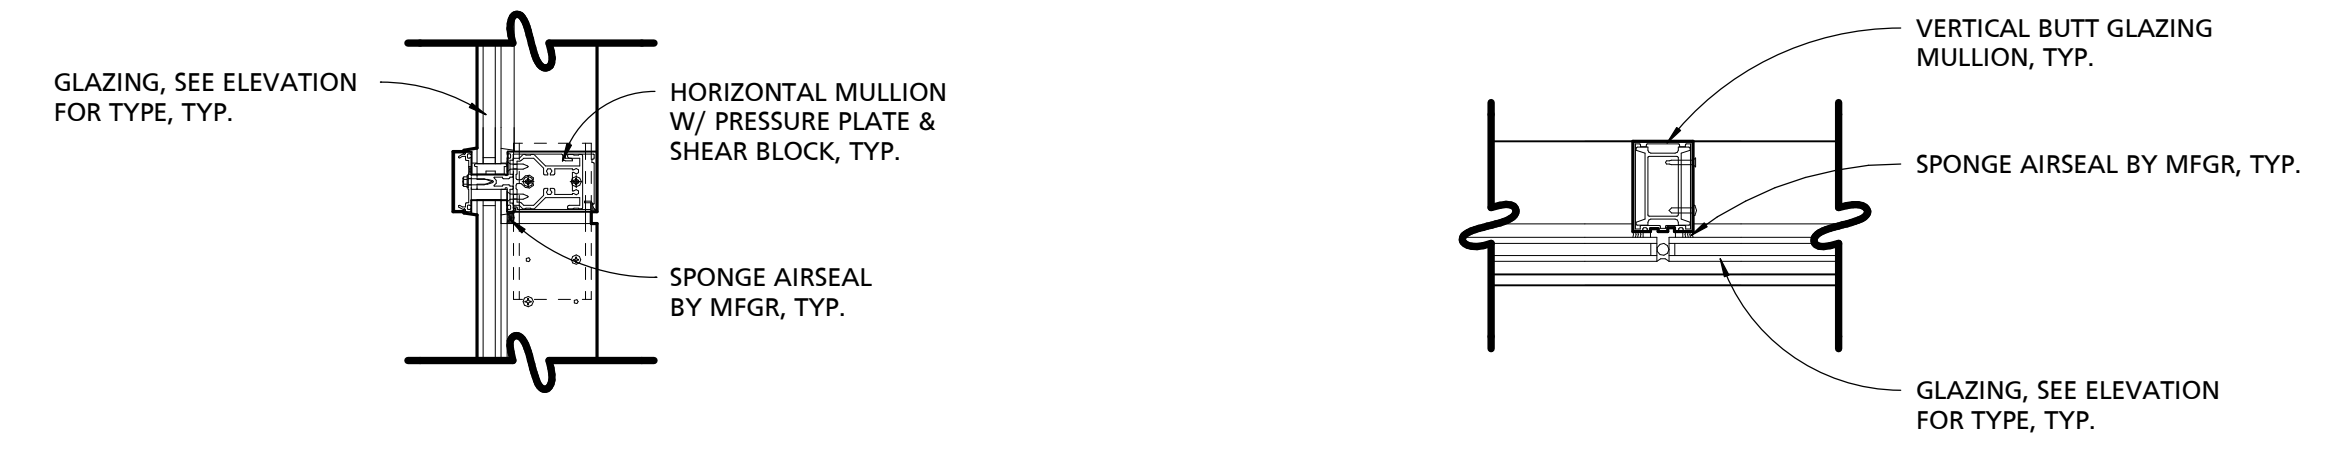 GLAZING, SEE ELEVATION
FOR TYPE, TYP.
HORIZONTAL MULLION
W/ PRESSURE PLATE &
SHEAR BLOCK, TYP.
SPONGE AIRSEAL
BY MFGR, TYP.
VERTICAL BUTT GLAZING
MULLION, TYP.
SPONGE AIRSEAL BY MFGR, TYP.
GLAZING, SEE ELEVATION
FOR TYPE, TYP.